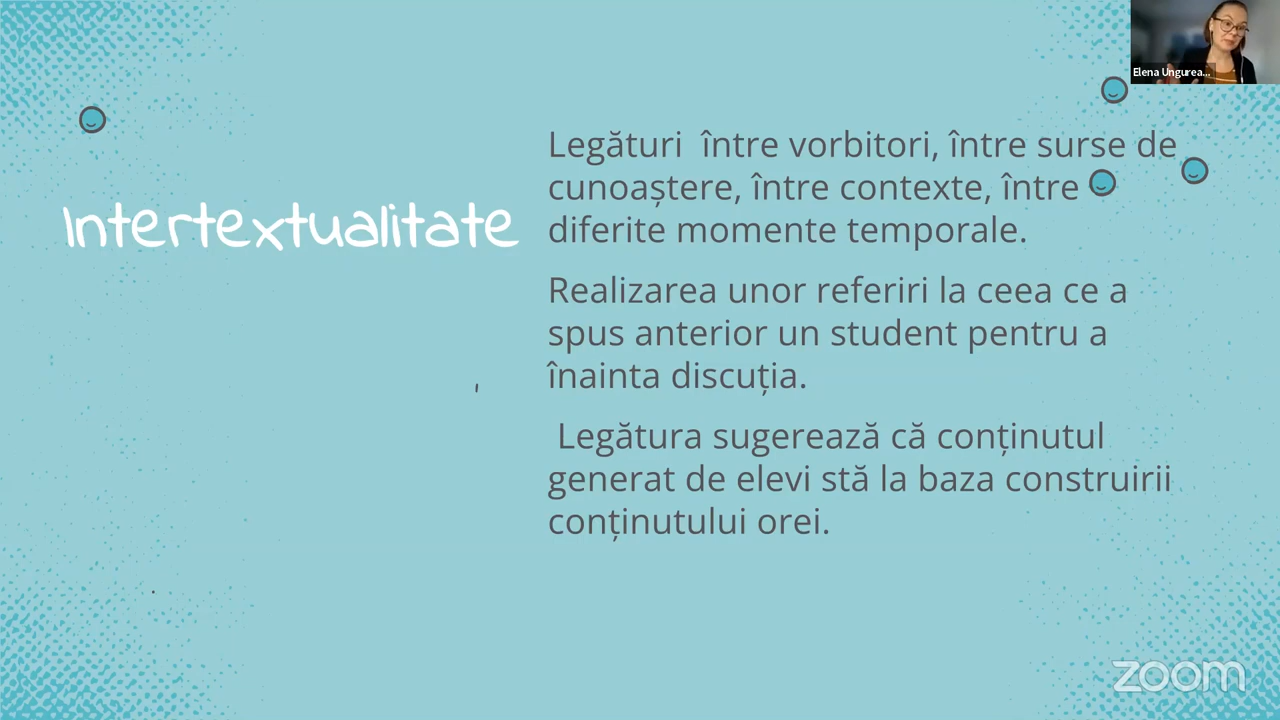 Elena Ungurea...
Intertextualitate
Legături  între vorbitori, între surse de
cunoaștere, între contexte, între
diferite momente temporale.
Realizarea unor referiri la ceea ce a
spus anterior un student pentru a
înainta discuția.
Legătura sugerează că conținutul
generat de elevi stă la baza construirii
conținutului orei.
zoom